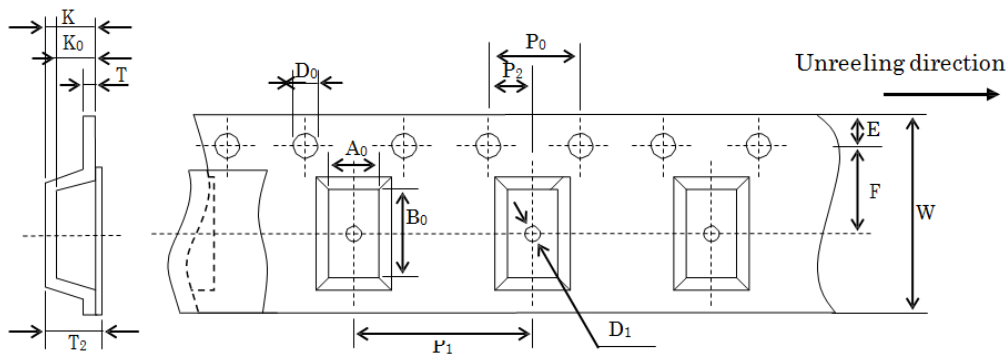 K
K₀
T
T₂
D₀
P₀
P₂
A₀
B₀
P₁
D₁
Unreeling direction
E
F
W